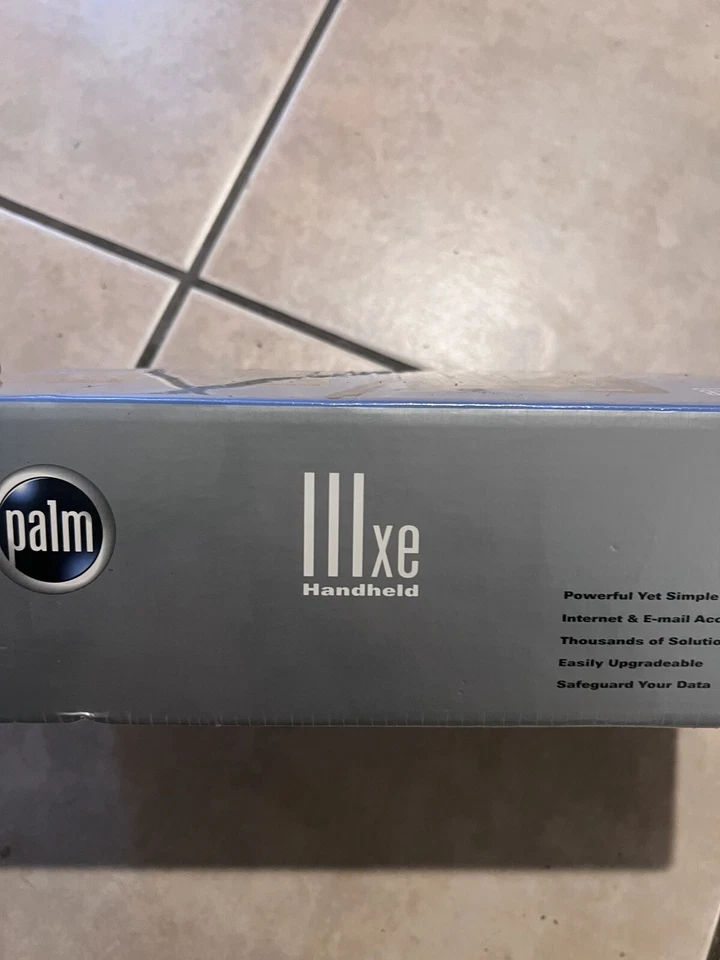 palm
IIIxe
Handheld
Powerful Yet Simple
Internet & E-mail
Thousands of
Easily Upgradeable
Safeguard Your Data